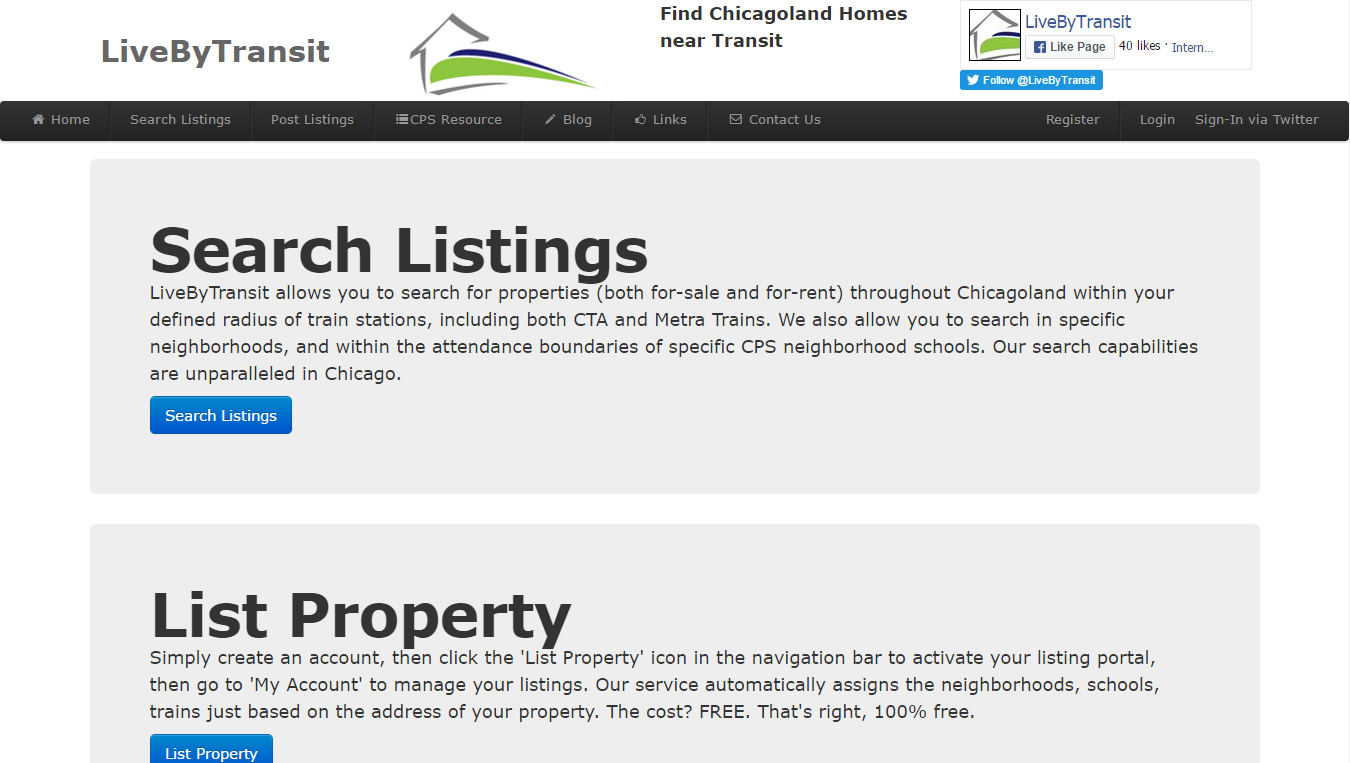 LiveByTransit
Find Chicagoland Homes
near Transit
LiveByTransit
Like Page
40 likes · Intern...
Follow @LiveByTransit
Home
Search Listings
Post Listings
CPS Resource
Blog
Links
Contact Us
Register
Login
Sign-In via Twitter
Search Listings
LiveByTransit allows you to search for properties (both for-sale and for-rent) throughout Chicagoland within your
defined radius of train stations, including both CTA and Metra Trains. We also allow you to search in specific
neighborhoods, and within the attendance boundaries of specific CPS neighborhood schools. Our search capabilities
are unparalleled in Chicago.
Search Listings
List Property
Simply create an account, then click the 'List Property' icon in the navigation bar to activate your listing portal,
then go to 'My Account' to manage your listings. Our service automatically assigns the neighborhoods, schools,
trains just based on the address of your property. The cost? FREE. That's right, 100% free.
List Property